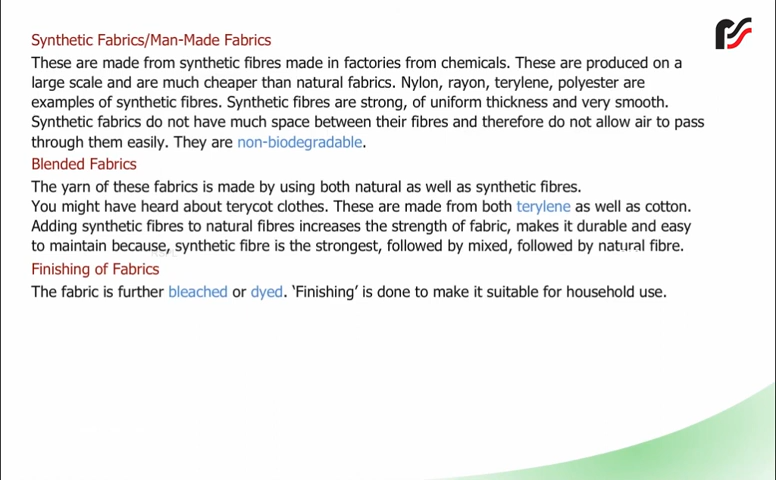 Synthetic Fabrics/Man-Made Fabrics
These are made from synthetic fibres made in factories from chemicals. These are produced on a
large scale and are much cheaper than natural fabrics. Nylon, rayon, terylene, polyester are
examples of synthetic fibres. Synthetic fibres are strong, of uniform thickness and very smooth.
Synthetic fabrics do not have much space between their fibres and therefore do not allow air to pass
through them easily. They are non-biodegradable.
Blended Fabrics
The yarn of these fabrics is made by using both natural as well as synthetic fibres.
You might have heard about terycot clothes. These are made from both terylene as well as cotton.
Adding synthetic fibres to natural fibres increases the strength of fabric, makes it durable and easy
to maintain because, synthetic fibre is the strongest, followed by mixed, followed by natural fibre.
Finishing of Fabrics
The fabric is further bleached or dyed. ‘Finishing’ is done to make it suitable for household use.